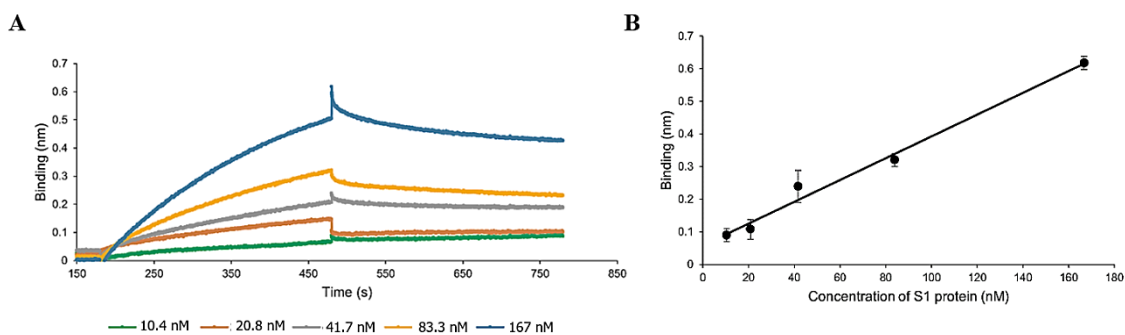 A
0.7
0.6
0.5
0.4
0.3
0.2
0.1
0
Binding (nm)
150 250 350 450 550 650 750 850
Time (s)
10.4 nM 20.8 nM 41.7 nM 83.3 nM 167 nM
B
0.7
0.6
0.5
0.4
0.3
0.2
0.1
0
Binding (nm)
0 20 40 60 80 100 120 140 160 180
Concentration of S1 protein (nM)